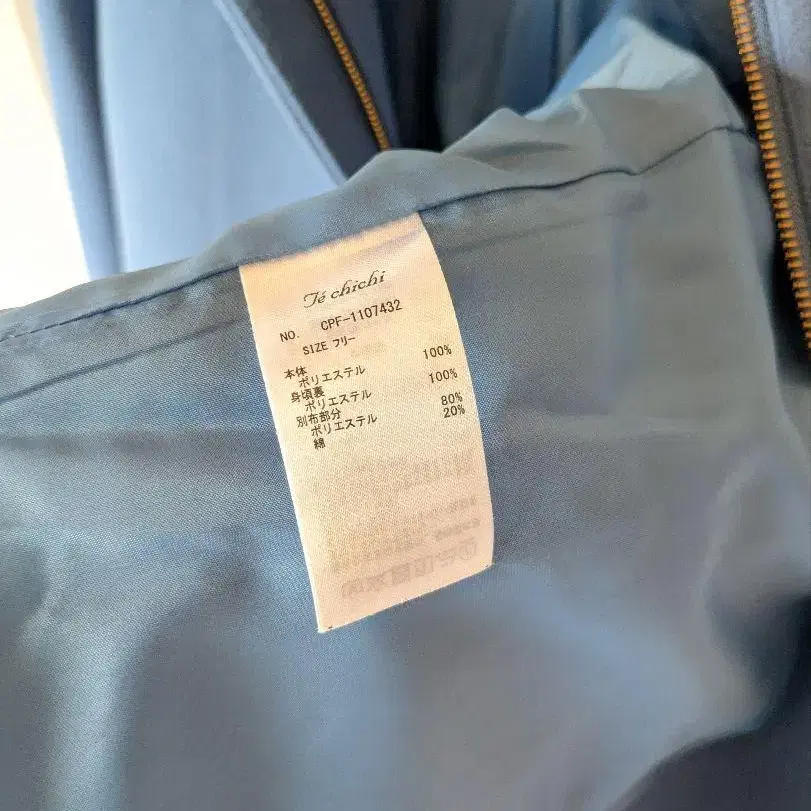 Té chichi
NO. CPF-1107432
SIZE フリー
本体
ポリエステル 100%
身頃裏
ポリエステル 100%
別布部分
ポリエステル 80%
綿 20%